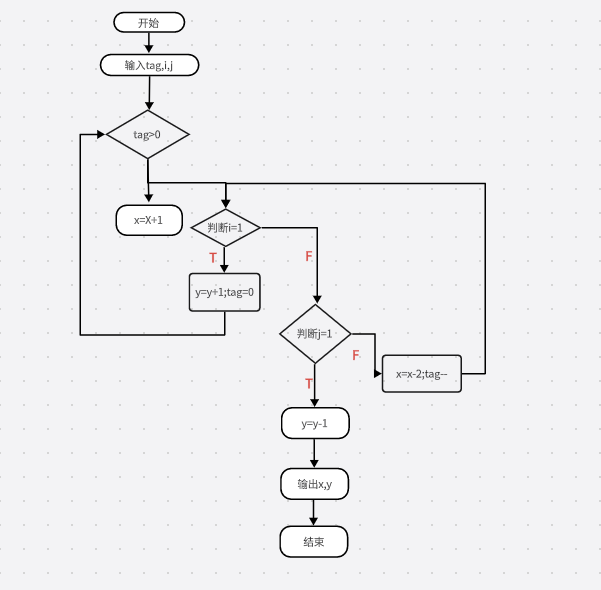 开始
输入tag,i,j
tag>0
x=X+1
判断i=1
T
F
y=y+1;tag=0
判断j=1
F
x=x-2;tag--
T
y=y-1
输出x,y
结束